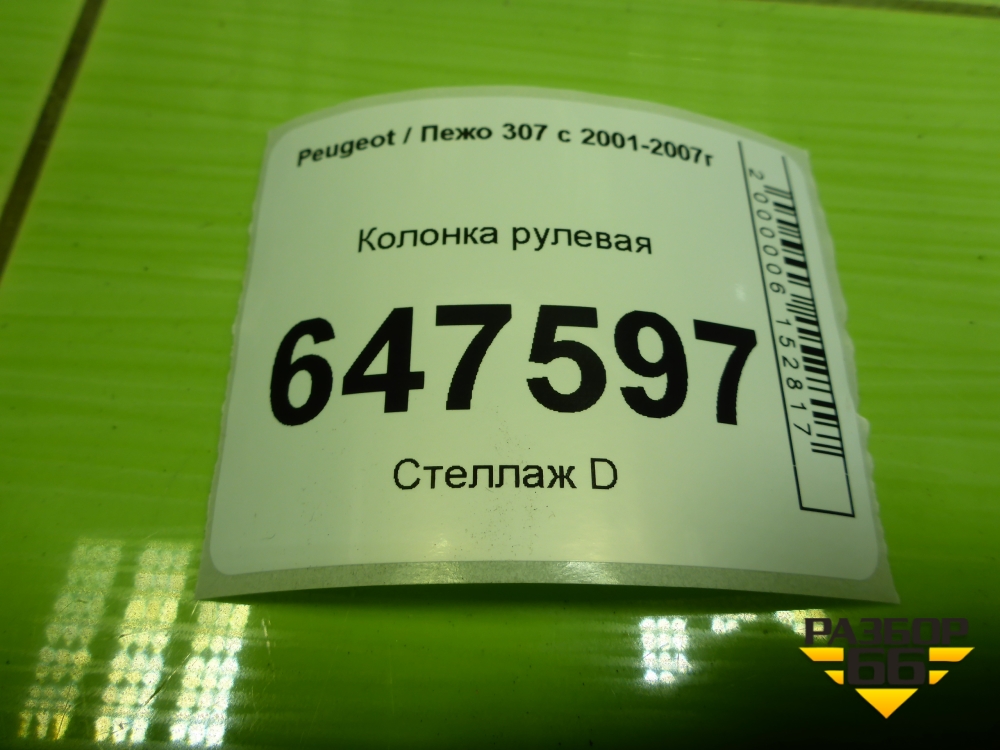 Peugeot / Пежо 307 с 2001-2007г
Колонка рулевая
647597
Стеллаж D
2000006152817
РАЗБОР
66